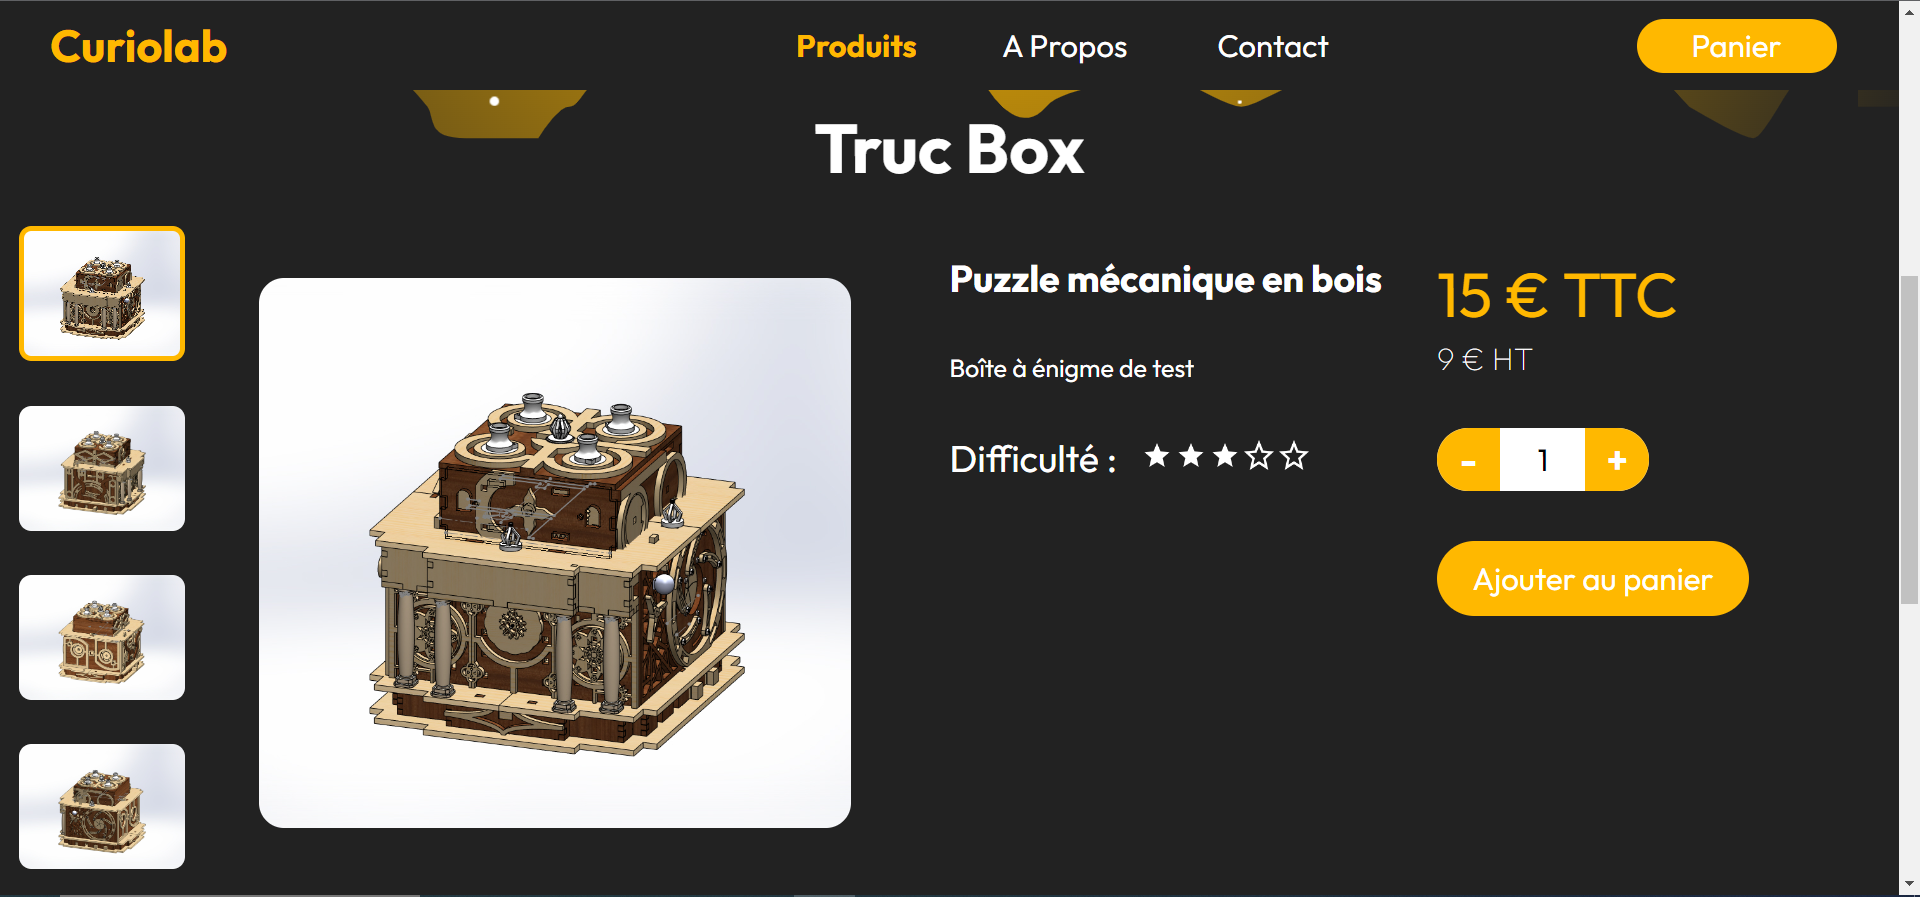 Curiolab
Produits
A Propos
Contact
Panier
Truc Box
Puzzle mécanique en bois
15 € TTC
9 € HT
Boîte à énigme de test
Difficulté :
- 1 +
Ajouter au panier